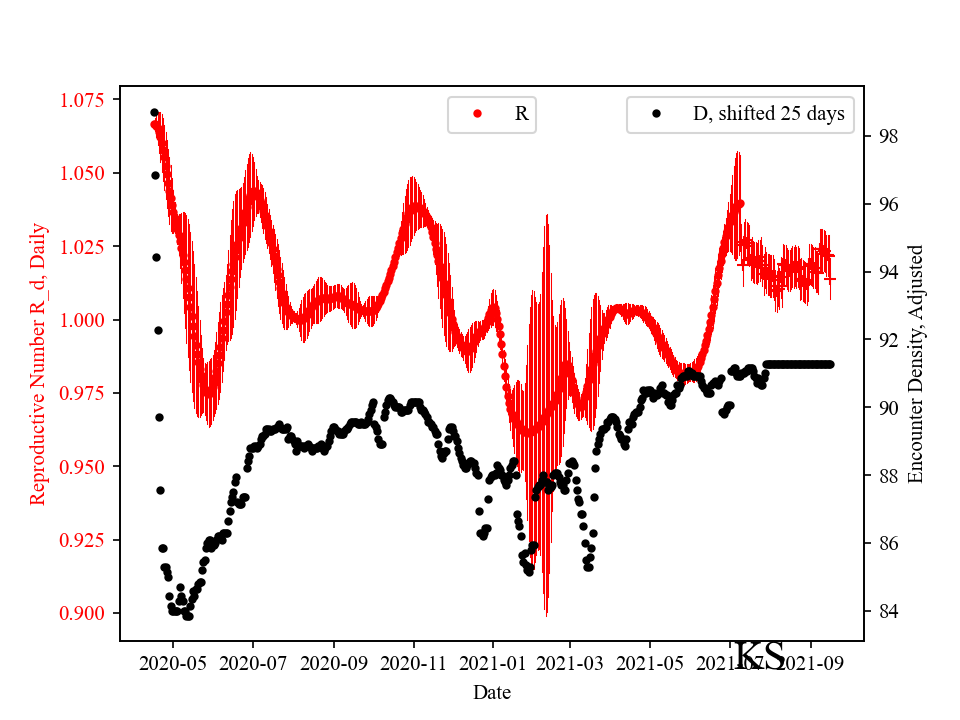 R
D, shifted 25 days
1.075
1.050
1.025
1.000
0.975
0.950
0.925
0.900
Reproductive Number R_d, Daily
98
96
94
92
90
88
86
84
Encounter Density, Adjusted
2020-05 2020-07 2020-09 2020-11 2021-01 2021-03 2021-05 2021-07 2021-09
KS
Date